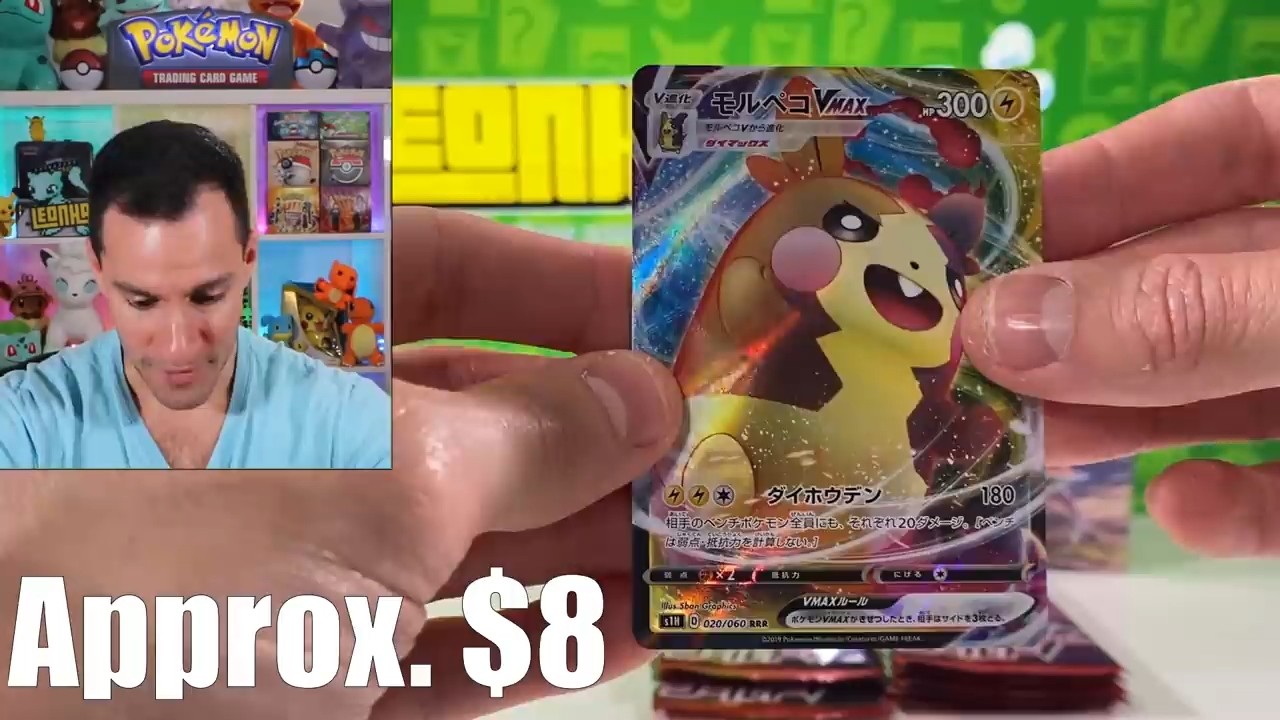 POKéMON
TRADING CARD GAME
LEONHA
LEONH
V進化
モルペコVMAX
HP300
モルペコVから進化
ダイマックス
ダイホウデン 180
相手のベンチポケモン全員にも、それぞれ20ダメージ。[ベンチ
は弱点・抵抗力を計算しない。]
弱点 ×2 抵抗力 にげる
Illus. 5ban Graphics
VMAXルール
s1H D 020/060 RRR
ポケモンVMAXがきぜつしたとき、相手はサイドを3枚とる。
©2019 Pokémon/Nintendo/Creatures/GAME FREAK.
Approx. $8